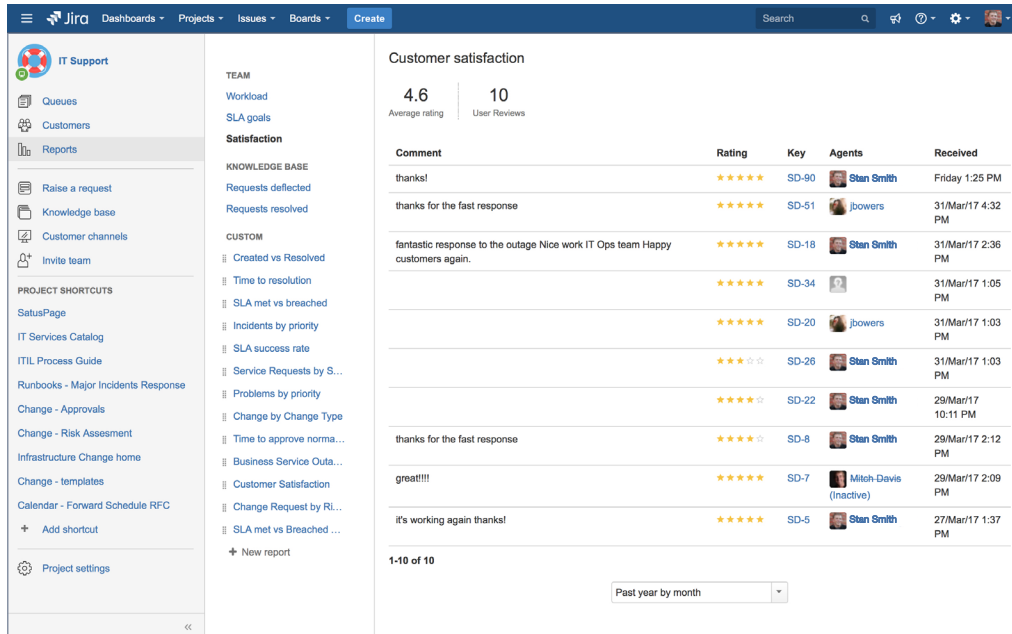 Jira Dashboards Projects Issues Boards Create Search
IT Support
Queues
Customers
Reports
Raise a request
Knowledge base
Customer channels
Invite team
PROJECT SHORTCUTS
SatusPage
IT Services Catalog
ITIL Process Guide
Runbooks - Major Incidents Response
Change - Approvals
Change - Risk Assesment
Infrastructure Change home
Change - templates
Calendar - Forward Schedule RFC
+ Add shortcut
Project settings
«
TEAM
Workload
SLA goals
Satisfaction
KNOWLEDGE BASE
Requests deflected
Requests resolved
CUSTOM
Created vs Resolved
Time to resolution
SLA met vs breached
Incidents by priority
SLA success rate
Service Requests by S...
Problems by priority
Change by Change Type
Time to approve norma...
Business Service Outa...
Customer Satisfaction
Change Request by Ri...
SLA met vs Breached ...
+ New report
Customer satisfaction
4.6 10
Average rating User Reviews
Comment Rating Key Agents Received
thanks! ★★★★★ SD-90 Stan Smith Friday 1:25 PM
thanks for the fast response ★★★★★ SD-51 jbowers 31/Mar/17 4:32
PM
fantastic response to the outage Nice work IT Ops team Happy ★★★★★ SD-18 Stan Smith 31/Mar/17 2:36
customers again. PM
★★★★★ SD-34 31/Mar/17 1:05
PM
★★★★★ SD-20 jbowers 31/Mar/17 1:03
PM
★★★☆☆ SD-26 Stan Smith 31/Mar/17 1:03
PM
★★★★☆ SD-22 Stan Smith 29/Mar/17
10:11 PM
thanks for the fast response ★★★★☆ SD-8 Stan Smith 29/Mar/17 2:12
PM
great!!!! ★★★★★ SD-7 Mitch Davis 29/Mar/17 2:09
(Inactive) PM
it's working again thanks! ★★★★★ SD-5 Stan Smith 27/Mar/17 1:37
PM
1-10 of 10
Past year by month